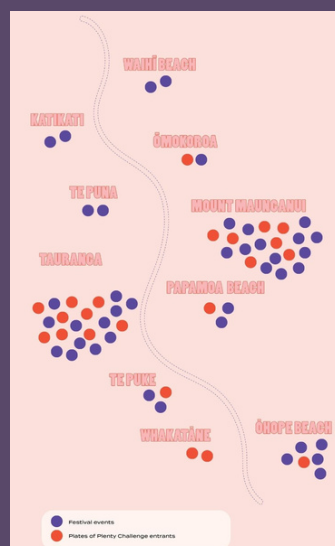 WAIHĪ BEACH
KATIKATI
ŌMOKOROA
TE PUNA
MOUNT MAUNGANUI
TAURANGA
PAPAMOA BEACH
TE PUKE
WHAKATĀNE
ŌHOPE BEACH
Festival events
Plates of Plenty Challenge entrants